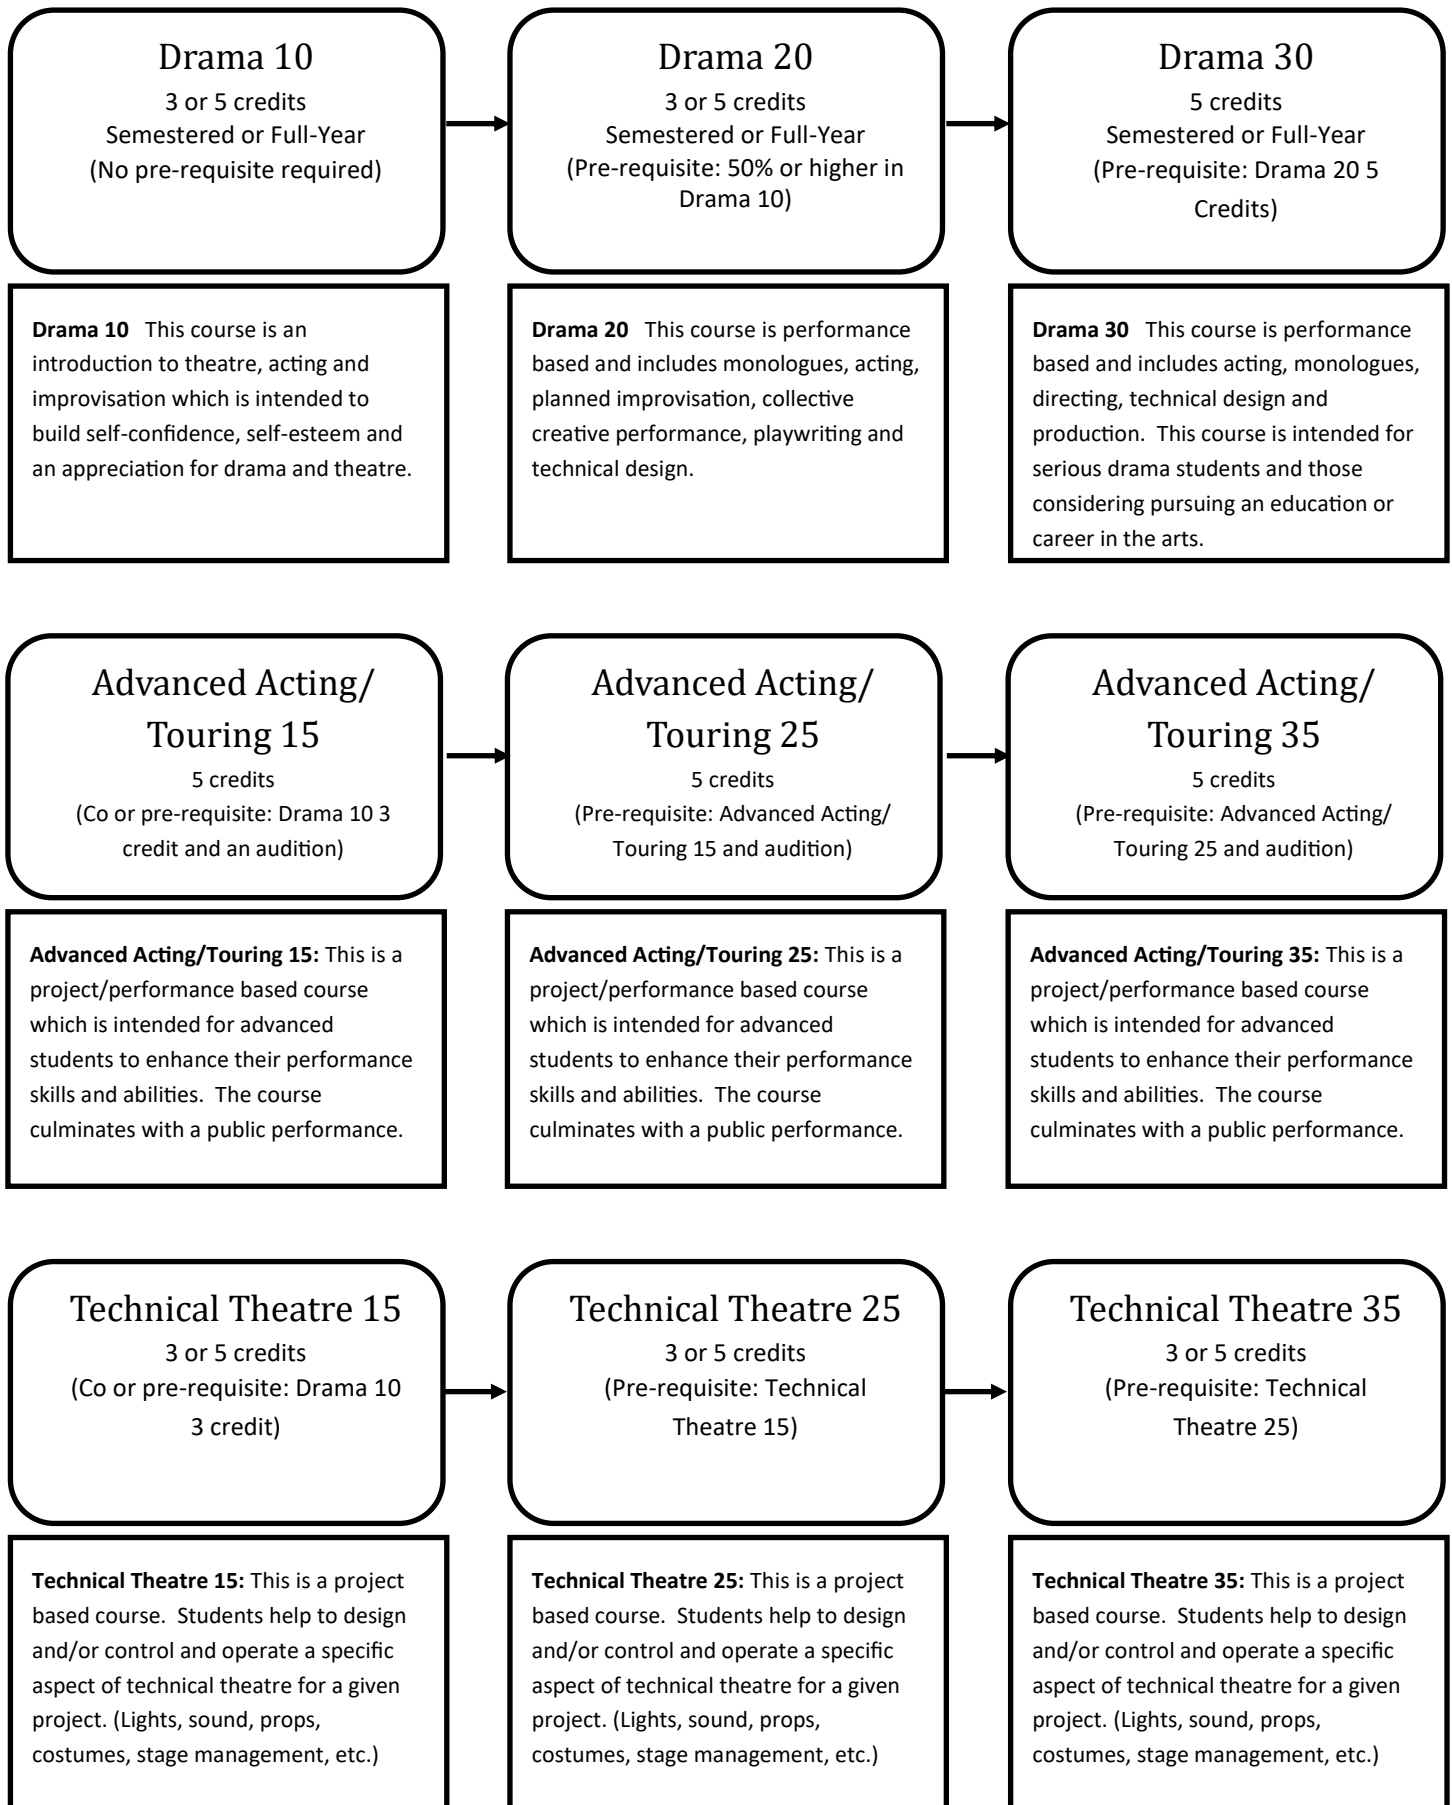 Drama 10
3 or 5 credits
Semestered or Full-Year
(No pre-requisite required)
Drama 20
3 or 5 credits
Semestered or Full-Year
(Pre-requisite: 50% or higher in
Drama 10)
Drama 30
5 credits
Semestered or Full-Year
(Pre-requisite: Drama 20 5
Credits)
Drama 10   This course is an
introduction to theatre, acting and
improvisation which is intended to
build self-confidence, self-esteem and
an appreciation for drama and theatre.
Drama 20   This course is performance
based and includes monologues, acting,
planned improvisation, collective
creative performance, playwriting and
technical design.
Drama 30   This course is performance
based and includes acting, monologues,
directing, technical design and
production.  This course is intended for
serious drama students and those
considering pursuing an education or
career in the arts.
Advanced Acting/
Touring 15
5 credits
(Co or pre-requisite: Drama 10 3
credit and an audition)
Advanced Acting/
Touring 25
5 credits
(Pre-requisite: Advanced Acting/
Touring 15 and audition)
Advanced Acting/
Touring 35
5 credits
(Pre-requisite: Advanced Acting/
Touring 25 and audition)
Advanced Acting/Touring 15: This is a
project/performance based course
which is intended for advanced
students to enhance their performance
skills and abilities.  The course
culminates with a public performance.
Advanced Acting/Touring 25: This is a
project/performance based course
which is intended for advanced
students to enhance their performance
skills and abilities.  The course
culminates with a public performance.
Advanced Acting/Touring 35: This is a
project/performance based course
which is intended for advanced
students to enhance their performance
skills and abilities.  The course
culminates with a public performance.
Technical Theatre 15
3 or 5 credits
(Co or pre-requisite: Drama 10
3 credit)
Technical Theatre 25
3 or 5 credits
(Pre-requisite: Technical
Theatre 15)
Technical Theatre 35
3 or 5 credits
(Pre-requisite: Technical
Theatre 25)
Technical Theatre 15: This is a project
based course.  Students help to design
and/or control and operate a specific
aspect of technical theatre for a given
project. (Lights, sound, props,
costumes, stage management, etc.)
Technical Theatre 25: This is a project
based course.  Students help to design
and/or control and operate a specific
aspect of technical theatre for a given
project. (Lights, sound, props,
costumes, stage management, etc.)
Technical Theatre 35: This is a project
based course.  Students help to design
and/or control and operate a specific
aspect of technical theatre for a given
project. (Lights, sound, props,
costumes, stage management, etc.)